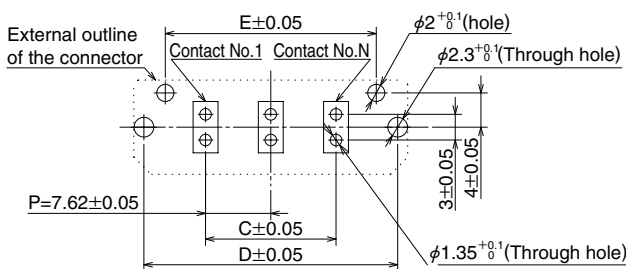 E±0.05
φ2 +0.1 0 (hole)
External outline
of the connector
Contact No.1
Contact No.N
φ2.3 +0.1 0 (Through hole)
3±0.05
4±0.05
P=7.62±0.05
C±0.05
D±0.05
φ1.35 +0.1 0 (Through hole)